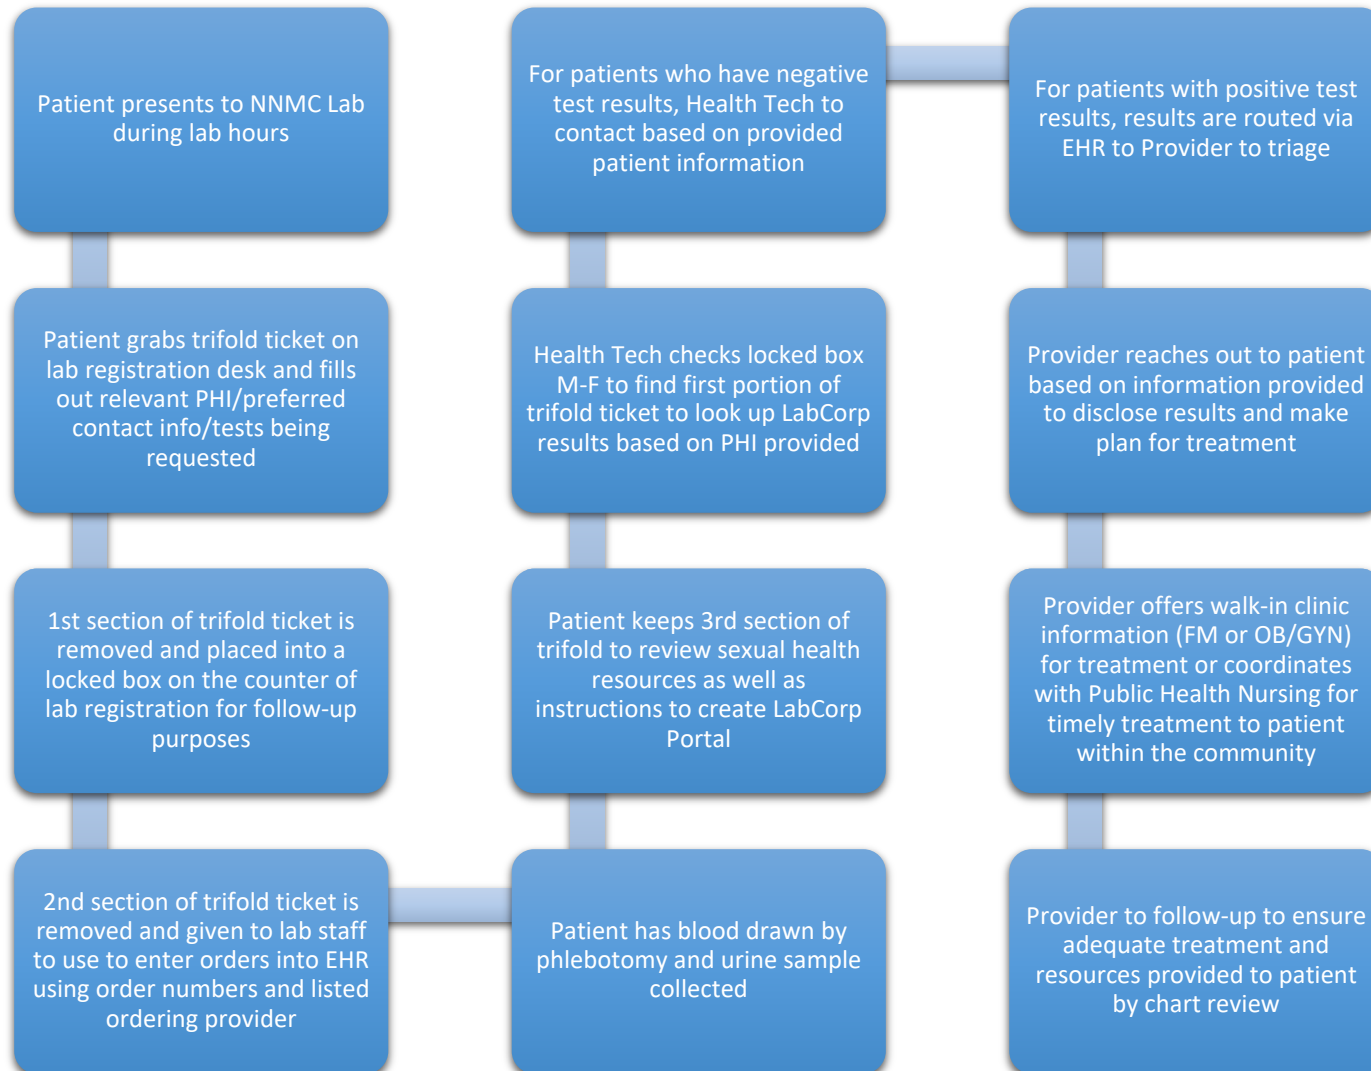 Patient presents to NNMC Lab
during lab hours
Patient grabs trifold ticket on
lab registration desk and fills
out relevant PHI/preferred
contact info/tests being
requested
1st section of trifold ticket is
removed and placed into a
locked box on the counter of
lab registration for follow-up
purposes
2nd section of trifold ticket is
removed and given to lab staff
to use to enter orders into EHR
using order numbers and listed
ordering provider
Patient has blood drawn by
phlebotomy and urine sample
collected
Patient keeps 3rd section of
trifold to review sexual health
resources as well as
instructions to create LabCorp
Portal
Health Tech checks locked box
M-F to find first portion of
trifold ticket to look up LabCorp
results based on PHI provided
For patients who have negative
test results, Health Tech to
contact based on provided
patient information
For patients with positive test
results, results are routed via
EHR to Provider to triage
Provider reaches out to patient
based on information provided
to disclose results and make
plan for treatment
Provider offers walk-in clinic
information (FM or OB/GYN)
for treatment or coordinates
with Public Health Nursing for
timely treatment to patient
within the community
Provider to follow-up to ensure
adequate treatment and
resources provided to patient
by chart review